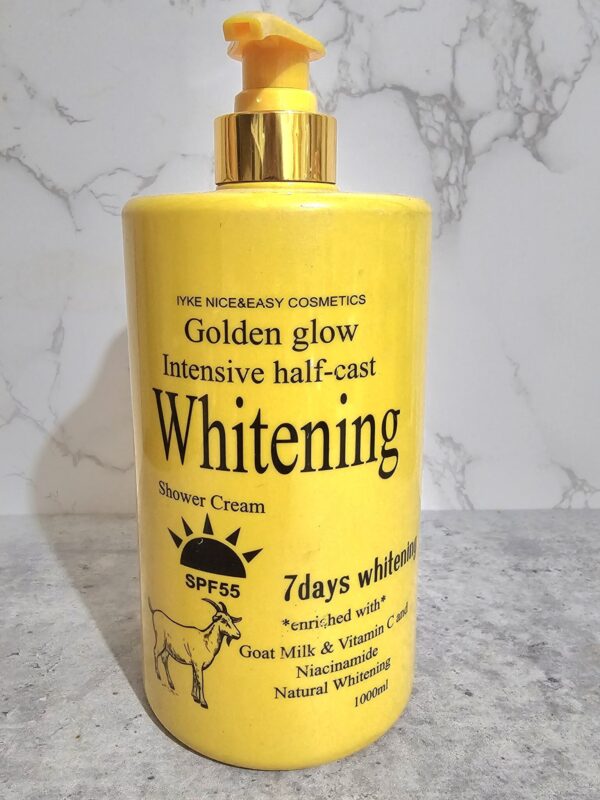 IYKE NICE&EASY COSMETICS
Golden glow
Intensive half-cast
Whitening
Shower Cream
SPF55
7days whitening
*enriched with*
Goat Milk & Vitamin C and
Niacinamide
Natural Whitening
1000ml